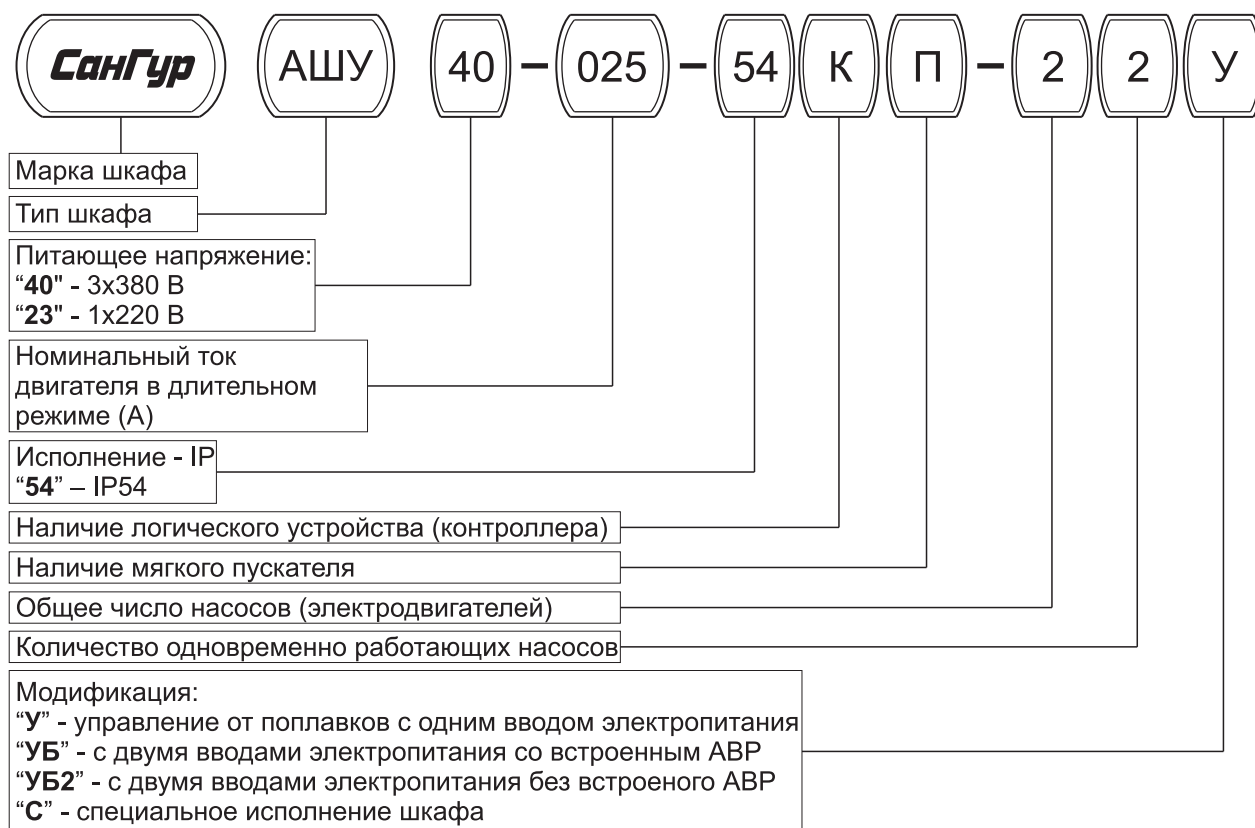 СанГур АШУ 40 – 025 – 54 К П – 2 2 У
Марка шкафа
Тип шкафа
Питающее напряжение:
“40" - 3х380 В
“23" - 1х220 В
Номинальный ток
двигателя в длительном
режиме (А)
Исполнение - IP
“54” – IP54
Наличие логического устройства (контроллера)
Наличие мягкого пускателя
Общее число насосов (электродвигателей)
Количество одновременно работающих насосов
Модификация:
“У” - управление от поплавков с одним вводом электропитания
“УБ” - с двумя вводами электропитания со встроенным АВР
“УБ2” - с двумя вводами электропитания без встроеного АВР
“С” - специальное исполнение шкафа